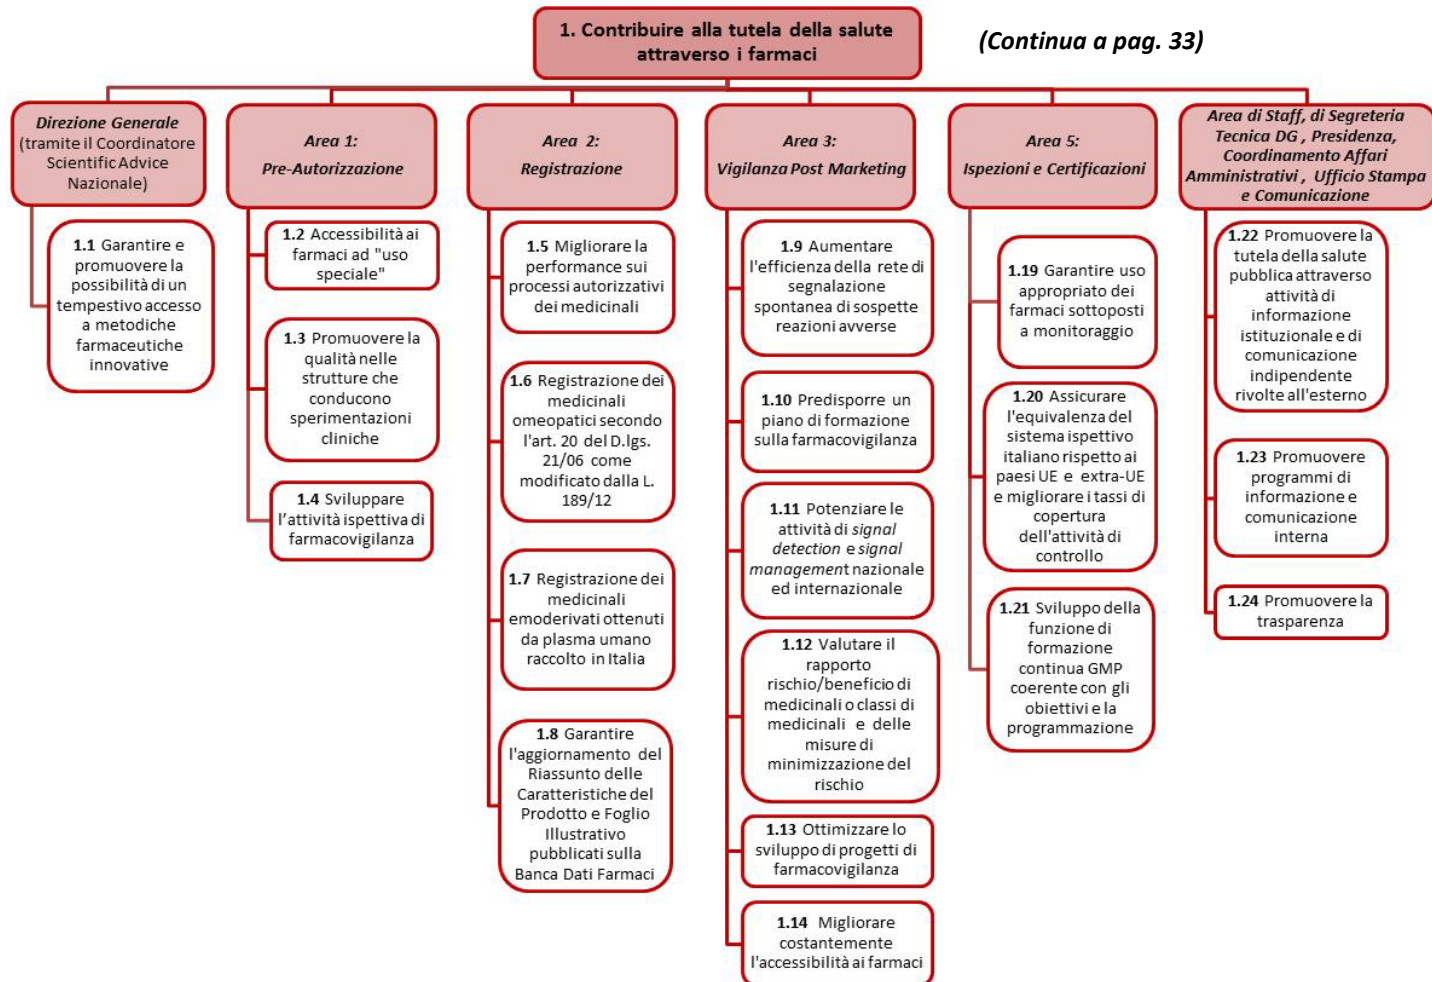 1. Contribuire alla tutela della salute
attraverso i farmaci
(Continua a pag. 33)
Direzione Generale
(tramite il Coordinatore
Scientific Advice
Nazionale)
1.1 Garantire e
promuovere la
possibilità di un
tempestivo accesso
a metodiche
farmaceutiche
innovative
Area 1:
Pre-Autorizzazione
1.2 Accessibilità ai
farmaci ad "uso
speciale"
1.3 Promuovere la
qualità nelle
strutture che
conducono
sperimentazioni
cliniche
1.4 Sviluppare
l’attività ispettiva di
farmacovigilanza
Area 2:
Registrazione
1.5 Migliorare la
performance sui
processi autorizzativi
dei medicinali
1.6 Registrazione dei
medicinali
omeopatici secondo
l'art. 20 del D.lgs.
21/06 come
modificato dalla L.
189/12
1.7 Registrazione dei
medicinali
emoderivati ottenuti
da plasma umano
raccolto in Italia
1.8 Garantire
l'aggiornamento del
Riassunto delle
Caratteristiche del
Prodotto e Foglio
Illustrativo
pubblicati sulla
Banca Dati Farmaci
Area 3:
Vigilanza Post Marketing
1.9 Aumentare
l'efficienza della rete di
segnalazione
spontanea di sospette
reazioni avverse
1.10 Predisporre un
piano di formazione
sulla farmacovigilanza
1.11 Potenziare le
attività di signal
detection e signal
management nazionale
ed internazionale
1.12 Valutare il
rapporto
rischio/beneficio di
medicinali o classi di
medicinali e delle
misure di
minimizzazione del
rischio
1.13 Ottimizzare lo
sviluppo di progetti di
farmacovigilanza
1.14 Migliorare
costantemente
l'accessibilità ai farmaci
Area 5:
Ispezioni e Certificazioni
1.19 Garantire uso
appropriato dei
farmaci sottoposti
a monitoraggio
1.20 Assicurare
l'equivalenza del
sistema ispettivo
italiano rispetto ai
paesi UE e extra-UE
e migliorare i tassi di
copertura
dell'attività di
controllo
1.21 Sviluppo della
funzione di
formazione
continua GMP
coerente con gli
obiettivi e la
programmazione
Area di Staff, di Segreteria
Tecnica DG , Presidenza,
Coordinamento Affari
Amministrativi , Ufficio Stampa
e Comunicazione
1.22 Promuovere la
tutela della salute
pubblica attraverso
attività di
informazione
istituzionale e di
comunicazione
indipendente
rivolte all'esterno
1.23 Promuovere
programmi di
informazione e
comunicazione
interna
1.24 Promuovere la
trasparenza